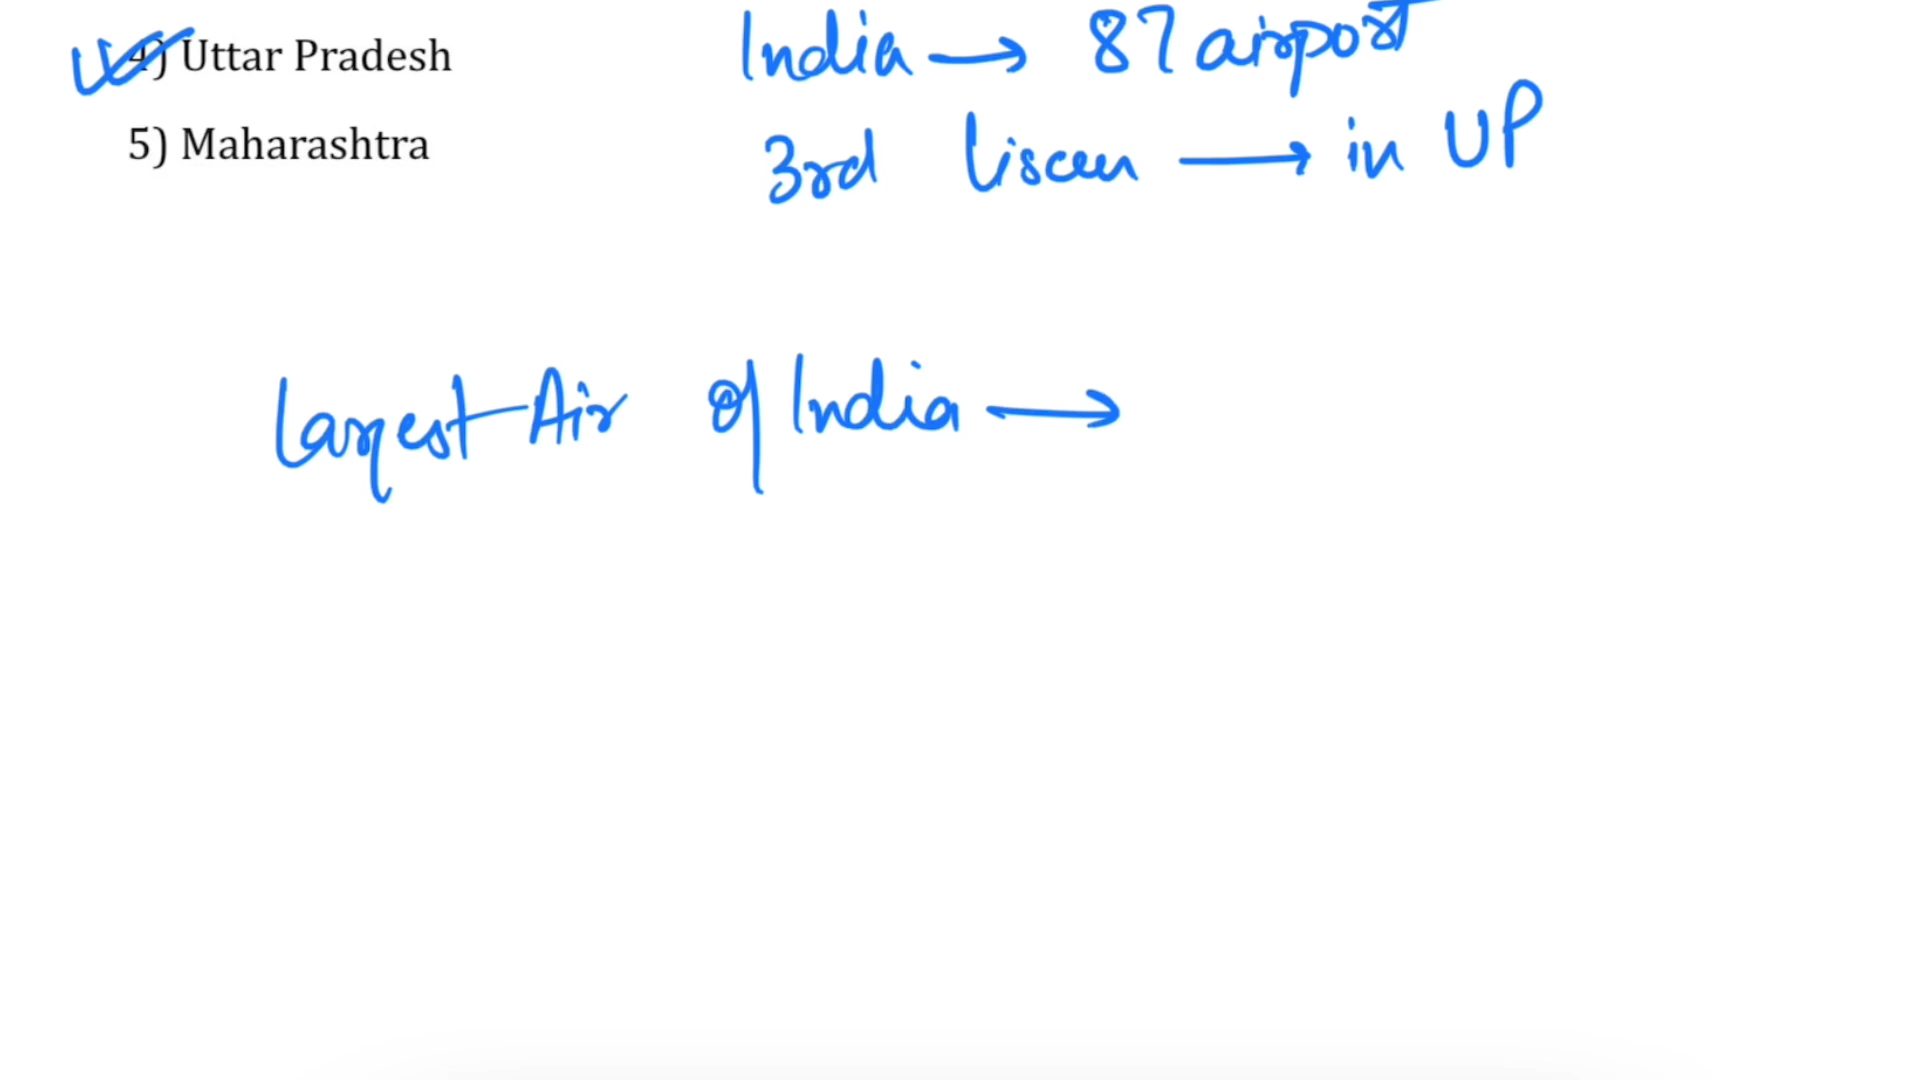 4) Uttar Pradesh
India → 87 airport
5) Maharashtra
3rd liscen → in UP
Largest Air of India →